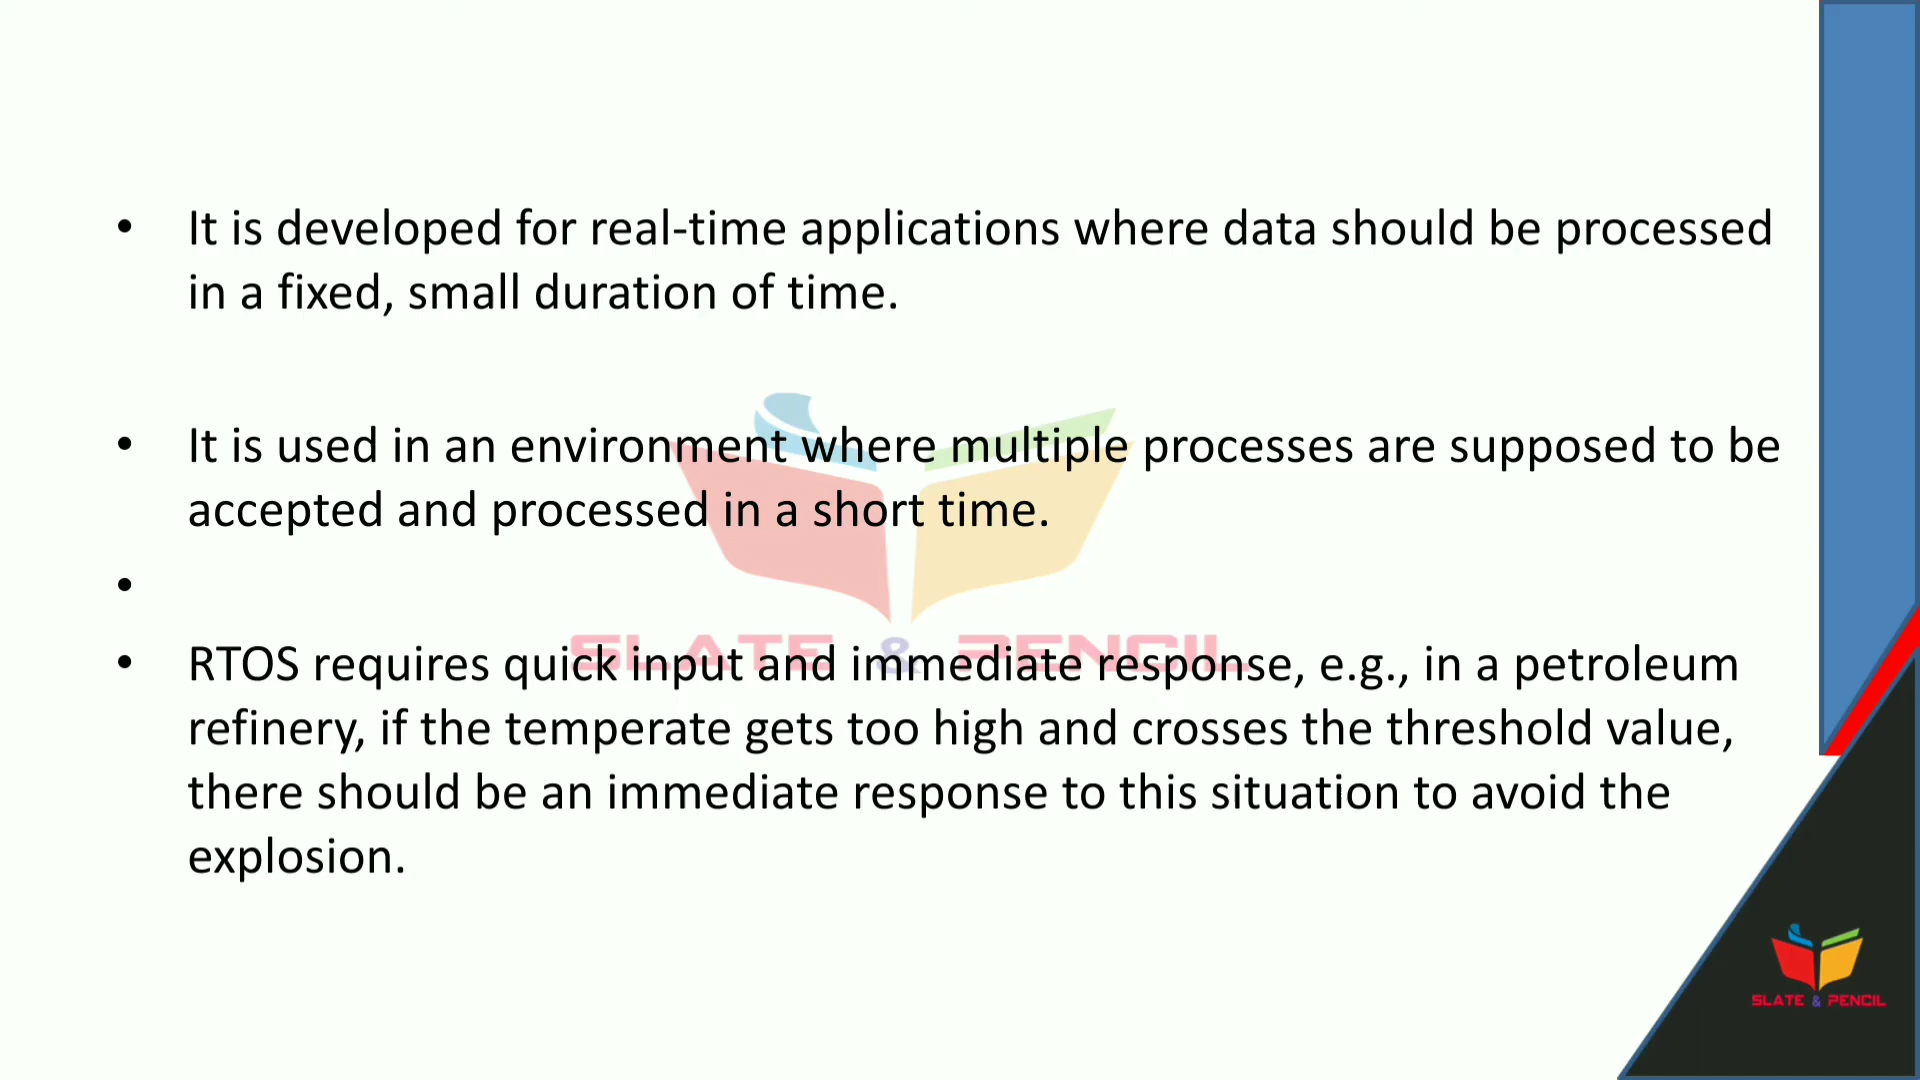 • It is developed for real-time applications where data should be processed
in a fixed, small duration of time.
• It is used in an environment where multiple processes are supposed to be
accepted and processed in a short time.
•
• RTOS requires quick input and immediate response, e.g., in a petroleum
refinery, if the temperate gets too high and crosses the threshold value,
there should be an immediate response to this situation to avoid the
explosion.
SLATE & PENCIL
SLATE & PENCIL